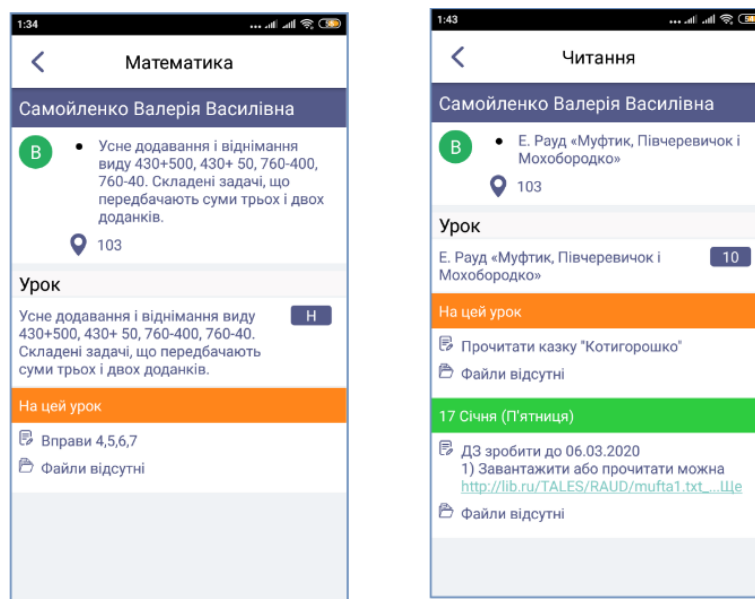 1:34
Математика
Самойленко Валерія Василівна
В
• Усне додавання і віднімання
виду 430+500, 430+ 50, 760-400,
760-40. Складені задачі, що
передбачають суми трьох і двох
доданків.
103
Урок
Усне додавання і віднімання виду
430+500, 430+ 50, 760-400, 760-40.
Складені задачі, що передбачають
суми трьох і двох доданків.
Н
На цей урок
Вправи 4,5,6,7
Файли відсутні
1:43
Читання
Самойленко Валерія Василівна
В
• Е. Рауд «Муфтик, Півчеревичок і
Мохобородко»
103
Урок
Е. Рауд «Муфтик, Півчеревичок і
Мохобородко»
10
На цей урок
Прочитати казку "Котигорошко"
Файли відсутні
17 Січня (П'ятниця)
ДЗ зробити до 06.03.2020
1) Завантажити або прочитати можна
http://lib.ru/TALES/RAUD/mufta1.txt_...Ще
Файли відсутні